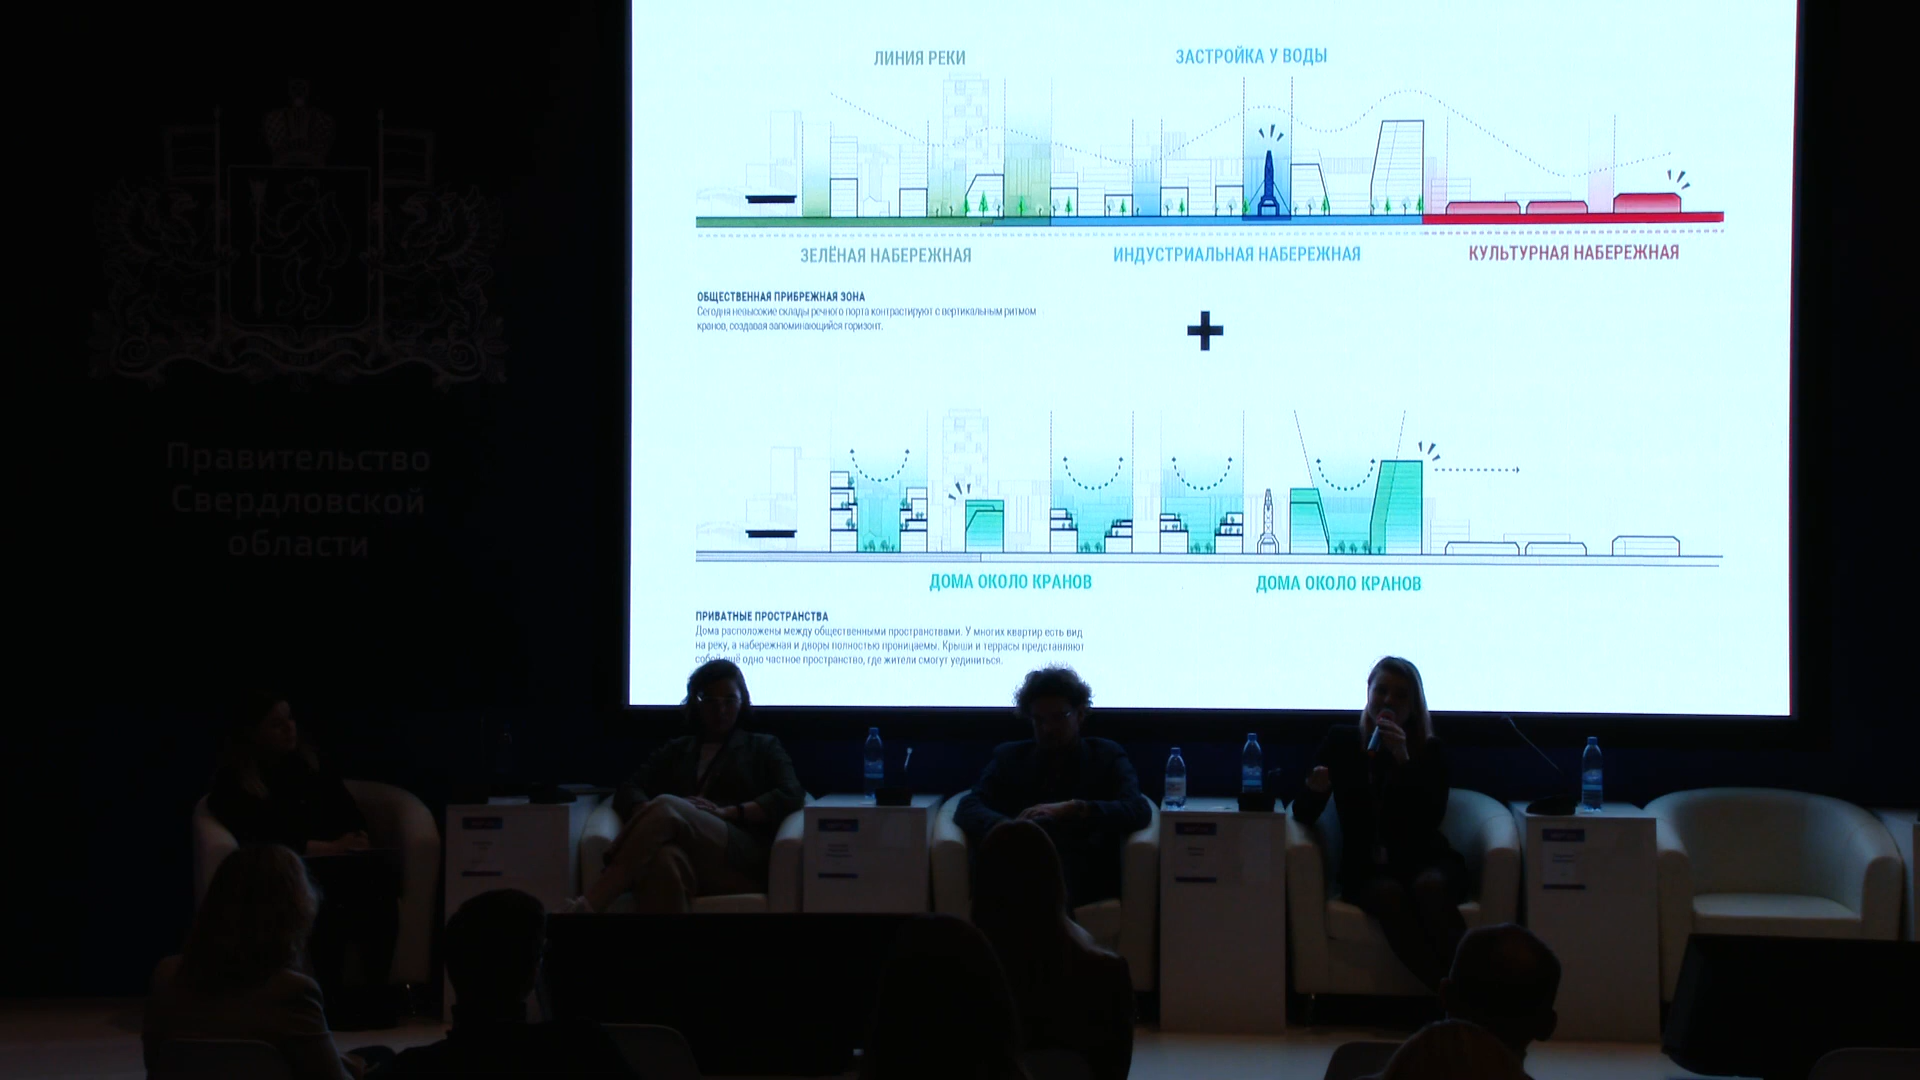 ЛИНИЯ РЕКИ
ЗАСТРОЙКА У ВОДЫ
ЗЕЛЁНАЯ НАБЕРЕЖНАЯ
ИНДУСТРИАЛЬНАЯ НАБЕРЕЖНАЯ
КУЛЬТУРНАЯ НАБЕРЕЖНАЯ
ОБЩЕСТВЕННАЯ ПРИБРЕЖНАЯ ЗОНА
Сегодня невысокие склады речного порта контрастируют с вертикальным ритмом
кранов, создавая запоминающийся горизонт.
ДОМА ОКОЛО КРАНОВ
ДОМА ОКОЛО КРАНОВ
ПРИВАТНЫЕ ПРОСТРАНСТВА
Дома расположены между общественными пространствами. У многих квартир есть вид
на реку, а набережная и дворы полностью проницаемы. Крыши и террасы представляют
собой ещё одно частное пространство, где жители смогут уединиться.
Правительство
Свердловской
области